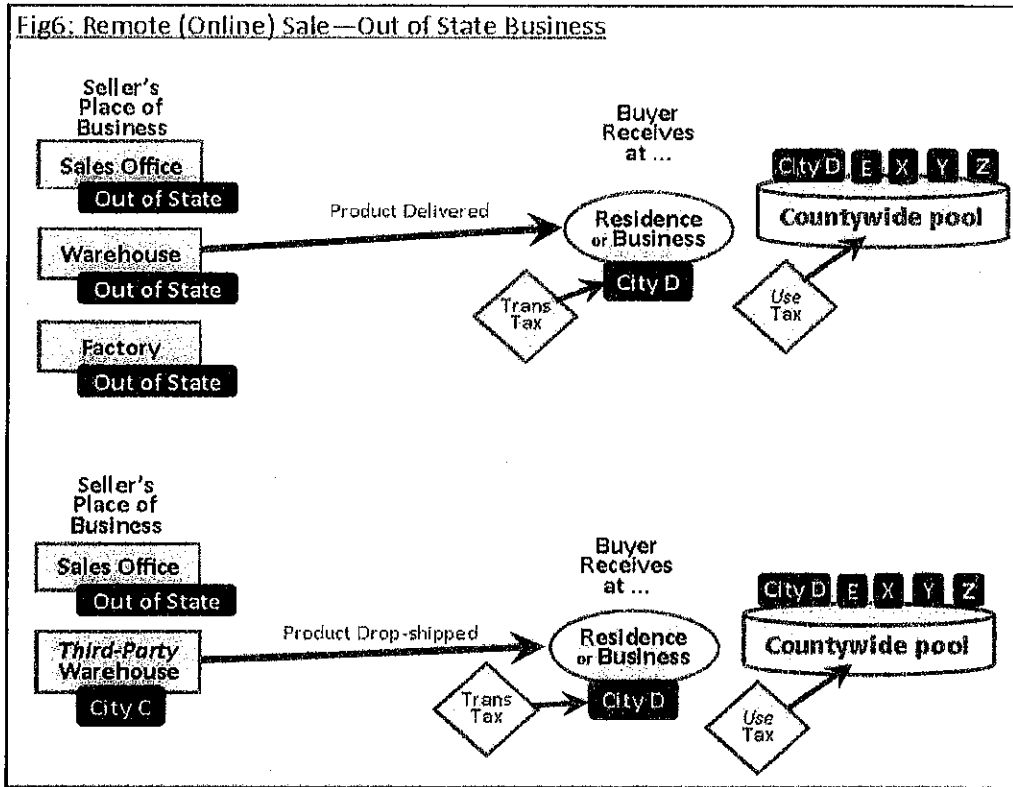 Fig6: Remote (Online) Sale—Out of State Business
Seller's
Place of
Business
Sales Office
Out of State
Warehouse
Out of State
Factory
Out of State
Product Delivered
Buyer
Receives
at ...
Residence
or Business
City D
Trans
Tax
City D E X Y Z
Countywide pool
Use
Tax
Seller's
Place of
Business
Sales Office
Out of State
Third-Party
Warehouse
City C
Product Drop-shipped
Buyer
Receives
at ...
Residence
or Business
City D
Trans
Tax
City D E X Y Z
Countywide pool
Use
Tax